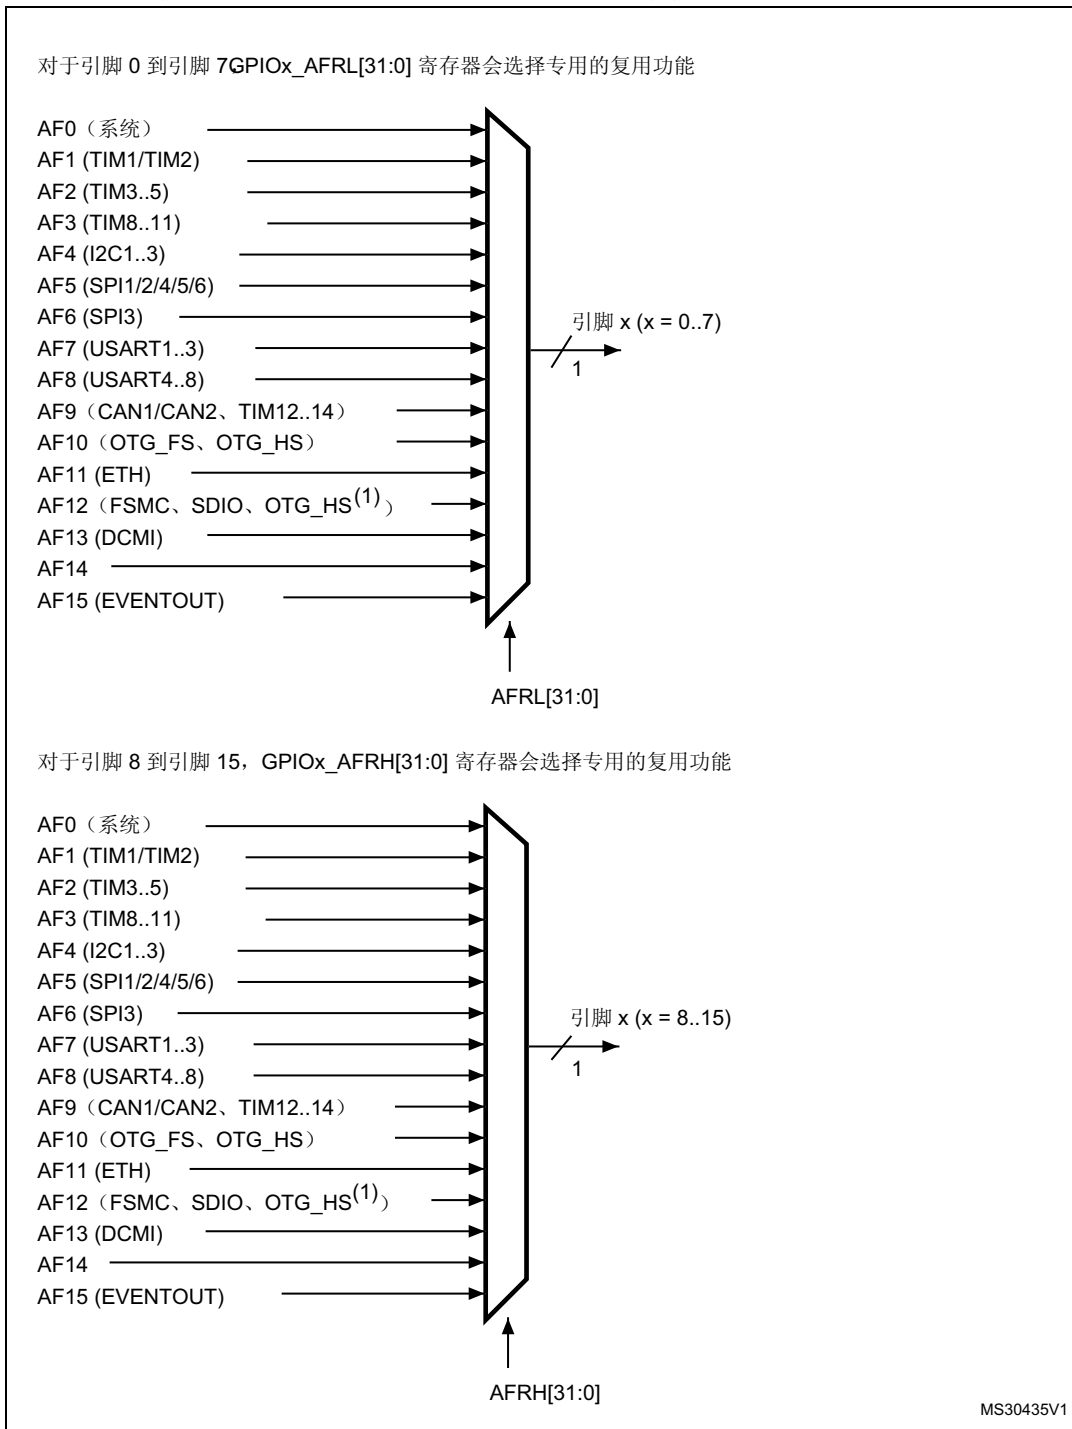 对于引脚 0 到引脚 7GPIOx_AFRL[31:0] 寄存器会选择专用的复用功能
AF0（系统）
AF1 (TIM1/TIM2)
AF2 (TIM3..5)
AF3 (TIM8..11)
AF4 (I2C1..3)
AF5 (SPI1/2/4/5/6)
AF6 (SPI3)
AF7 (USART1..3)
AF8 (USART4..8)
AF9（CAN1/CAN2、TIM12..14）
AF10（OTG_FS、OTG_HS）
AF11 (ETH)
AF12（FSMC、SDIO、OTG_HS(1)）
AF13 (DCMI)
AF14
AF15 (EVENTOUT)
引脚 x (x = 0..7)
1
AFRL[31:0]
对于引脚 8 到引脚 15，GPIOx_AFRH[31:0] 寄存器会选择专用的复用功能
AF0（系统）
AF1 (TIM1/TIM2)
AF2 (TIM3..5)
AF3 (TIM8..11)
AF4 (I2C1..3)
AF5 (SPI1/2/4/5/6)
AF6 (SPI3)
AF7 (USART1..3)
AF8 (USART4..8)
AF9（CAN1/CAN2、TIM12..14）
AF10（OTG_FS、OTG_HS）
AF11 (ETH)
AF12（FSMC、SDIO、OTG_HS(1)）
AF13 (DCMI)
AF14
AF15 (EVENTOUT)
引脚 x (x = 8..15)
1
AFRH[31:0]
MS30435V1